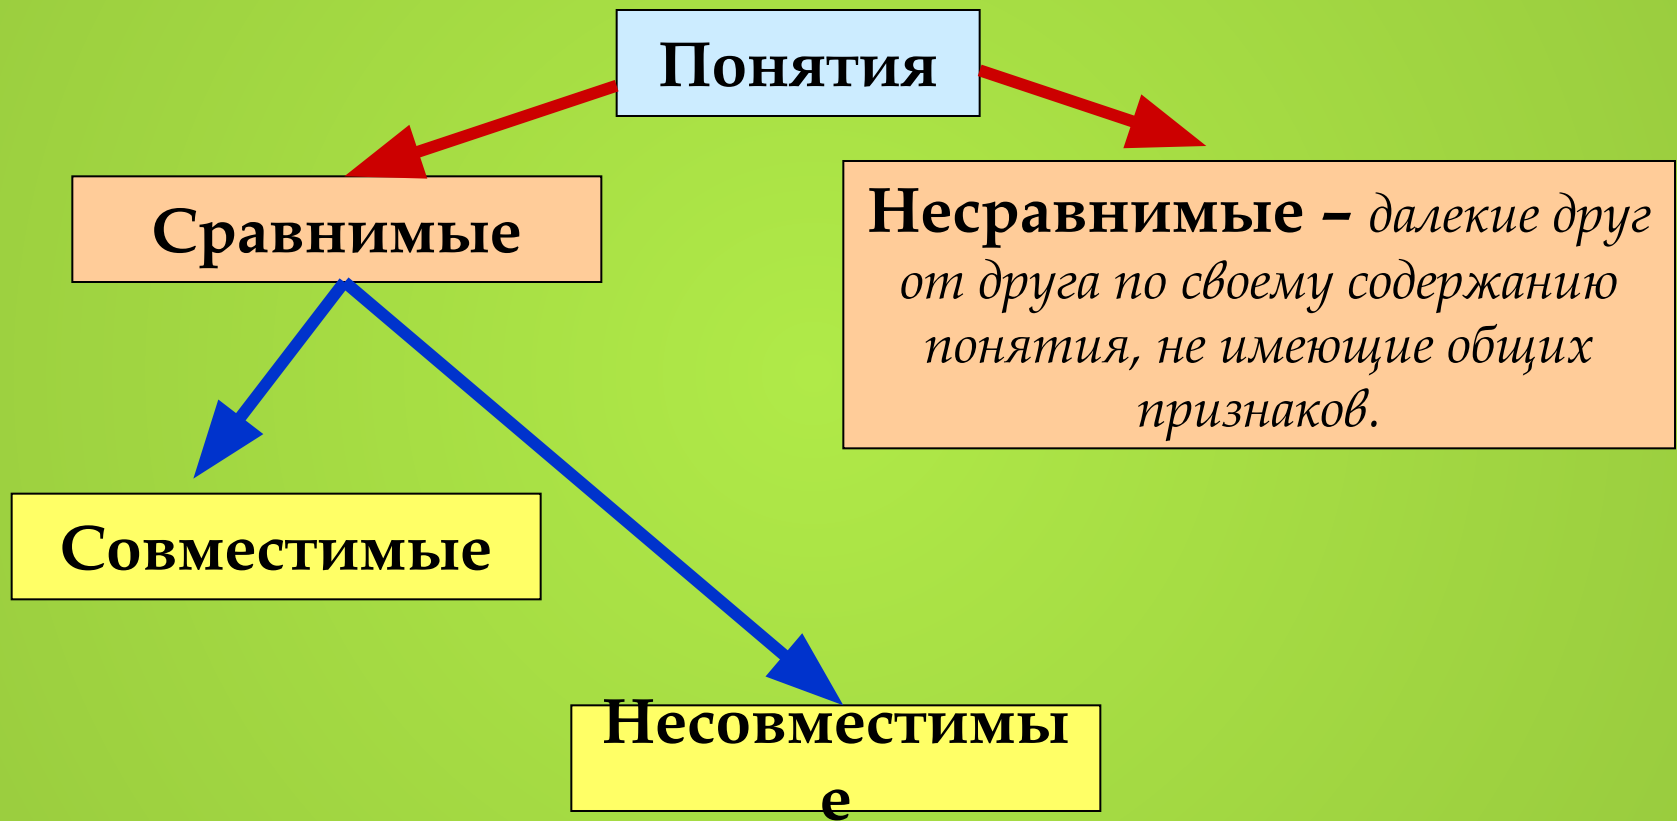 Понятия
Сравнимые
Несравнимые – далекие друг
от друга по своему содержанию
понятия, не имеющие общих
признаков.
Совместимые
Несовместимы
е